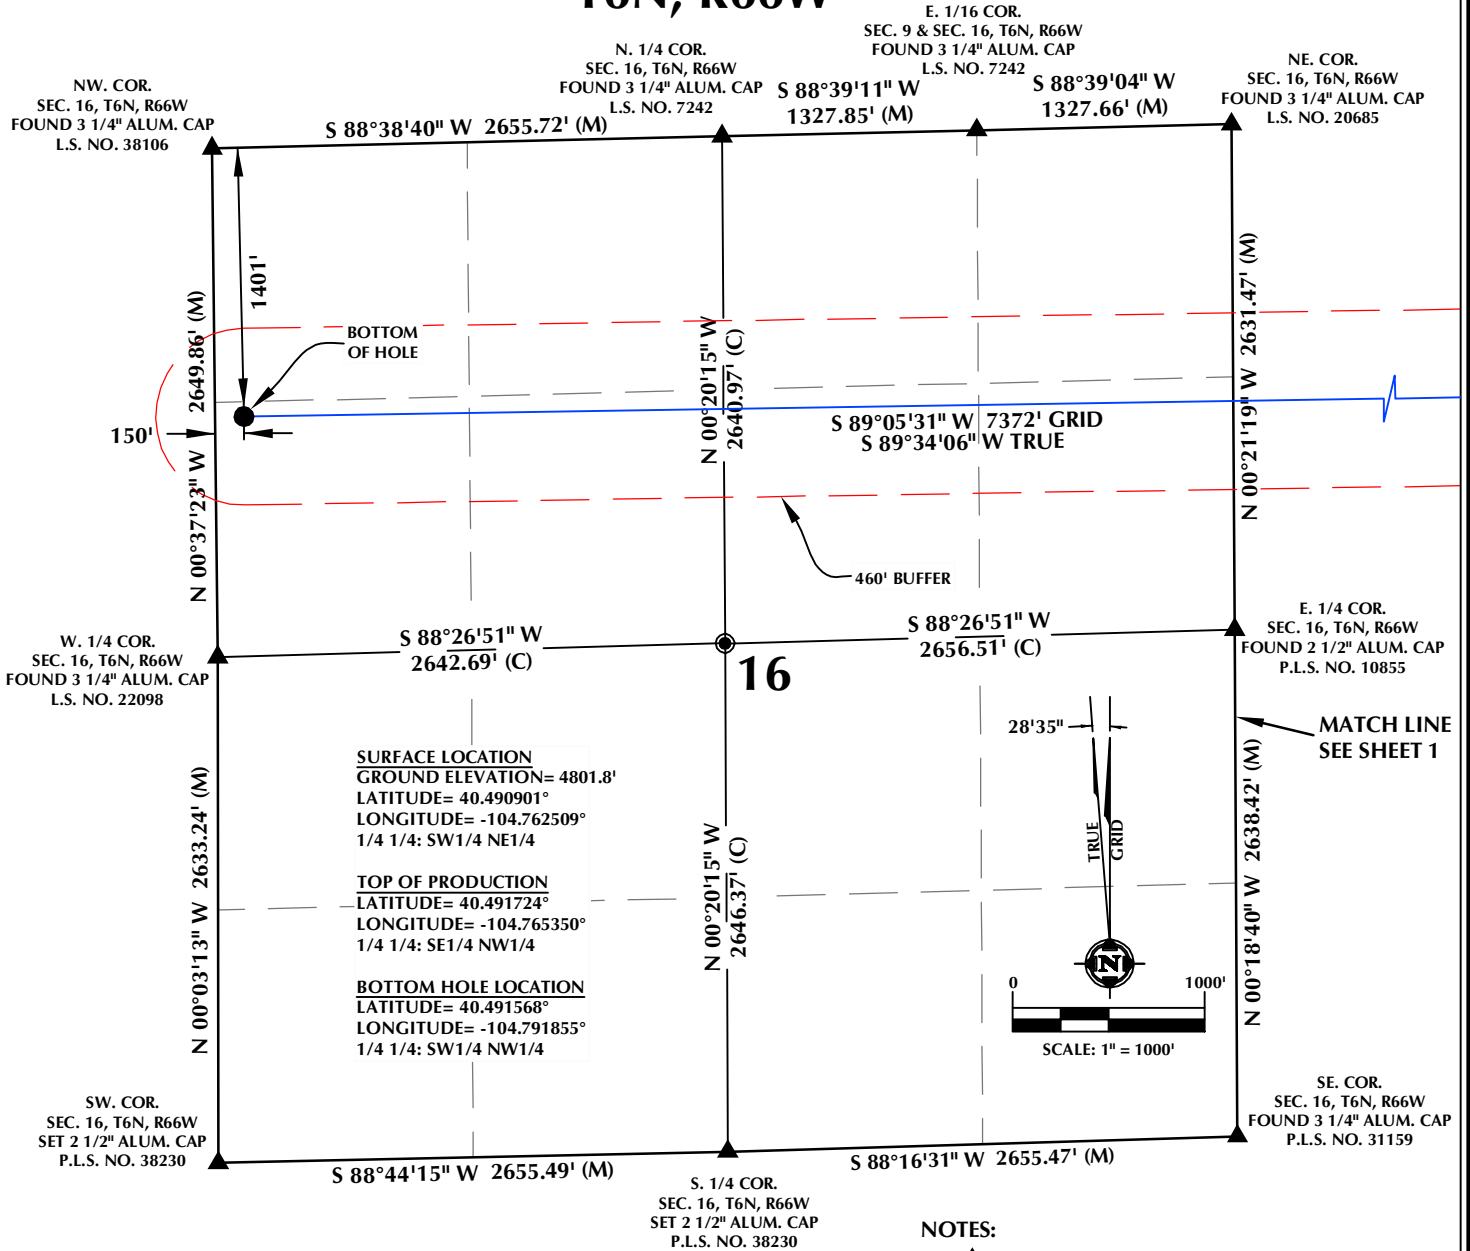 T6N, R66W
E. 1/16 COR.
SEC. 9 & SEC. 16, T6N, R66W
FOUND 3 1/4" ALUM. CAP
L.S. NO. 7242
N. 1/4 COR.
SEC. 16, T6N, R66W
FOUND 3 1/4" ALUM. CAP
L.S. NO. 7242
NW. COR.
SEC. 16, T6N, R66W
FOUND 3 1/4" ALUM. CAP
L.S. NO. 38106
NE. COR.
SEC. 16, T6N, R66W
FOUND 3 1/4" ALUM. CAP
L.S. NO. 20685
S 88°38'40" W 2655.72' (M)
S 88°39'11" W
1327.85' (M)
S 88°39'04" W
1327.66' (M)
1401'
BOTTOM
OF HOLE
150'
N 00°37'23" W 2649.86' (M)
N 00°20'15" W
2640.97' (C)
N 00°21'19" W 2631.47' (M)
S 89°05'31" W 7372' GRID
S 89°34'06" W TRUE
460' BUFFER
W. 1/4 COR.
SEC. 16, T6N, R66W
FOUND 3 1/4" ALUM. CAP
L.S. NO. 22098
S 88°26'51" W
2642.69' (C)
S 88°26'51" W
2656.51' (C)
16
E. 1/4 COR.
SEC. 16, T6N, R66W
FOUND 2 1/2" ALUM. CAP
P.L.S. NO. 10855
MATCH LINE
SEE SHEET 1
SURFACE LOCATION
GROUND ELEVATION= 4801.8'
LATITUDE= 40.490901°
LONGITUDE= -104.762509°
1/4 1/4: SW1/4 NE1/4
TOP OF PRODUCTION
LATITUDE= 40.491724°
LONGITUDE= -104.765350°
1/4 1/4: SE1/4 NW1/4
BOTTOM HOLE LOCATION
LATITUDE= 40.491568°
LONGITUDE= -104.791855°
1/4 1/4: SW1/4 NW1/4
N 00°03'13" W 2633.24' (M)
N 00°20'15" W
2646.37' (C)
28'35"
TRUE
GRID
N
0 1000'
SCALE: 1" = 1000'
N 00°18'40" W 2638.42' (M)
SW. COR.
SEC. 16, T6N, R66W
SET 2 1/2" ALUM. CAP
P.L.S. NO. 38230
S 88°44'15" W 2655.49' (M)
S 88°16'31" W 2655.47' (M)
SE. COR.
SEC. 16, T6N, R66W
FOUND 3 1/4" ALUM. CAP
P.L.S. NO. 31159
S. 1/4 COR.
SEC. 16, T6N, R66W
SET 2 1/2" ALUM. CAP
P.L.S. NO. 38230
NOTES: